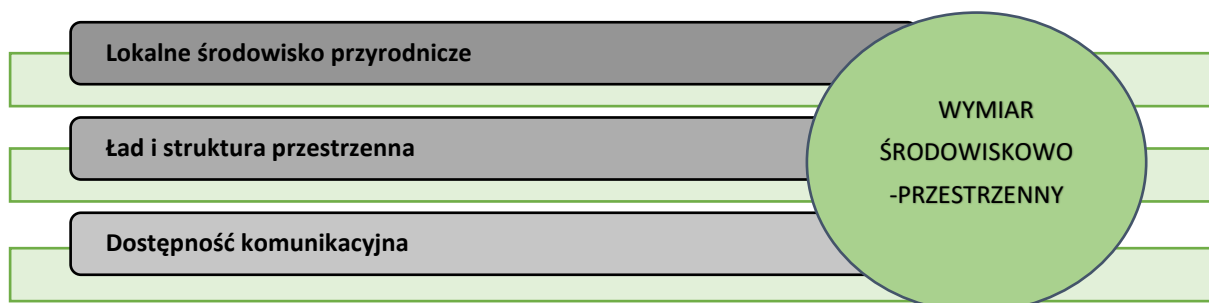 Lokalne środowisko przyrodnicze
Ład i struktura przestrzenna
Dostępność komunikacyjna
WYMIAR
ŚRODOWISKOWO
-PRZESTRZENNY